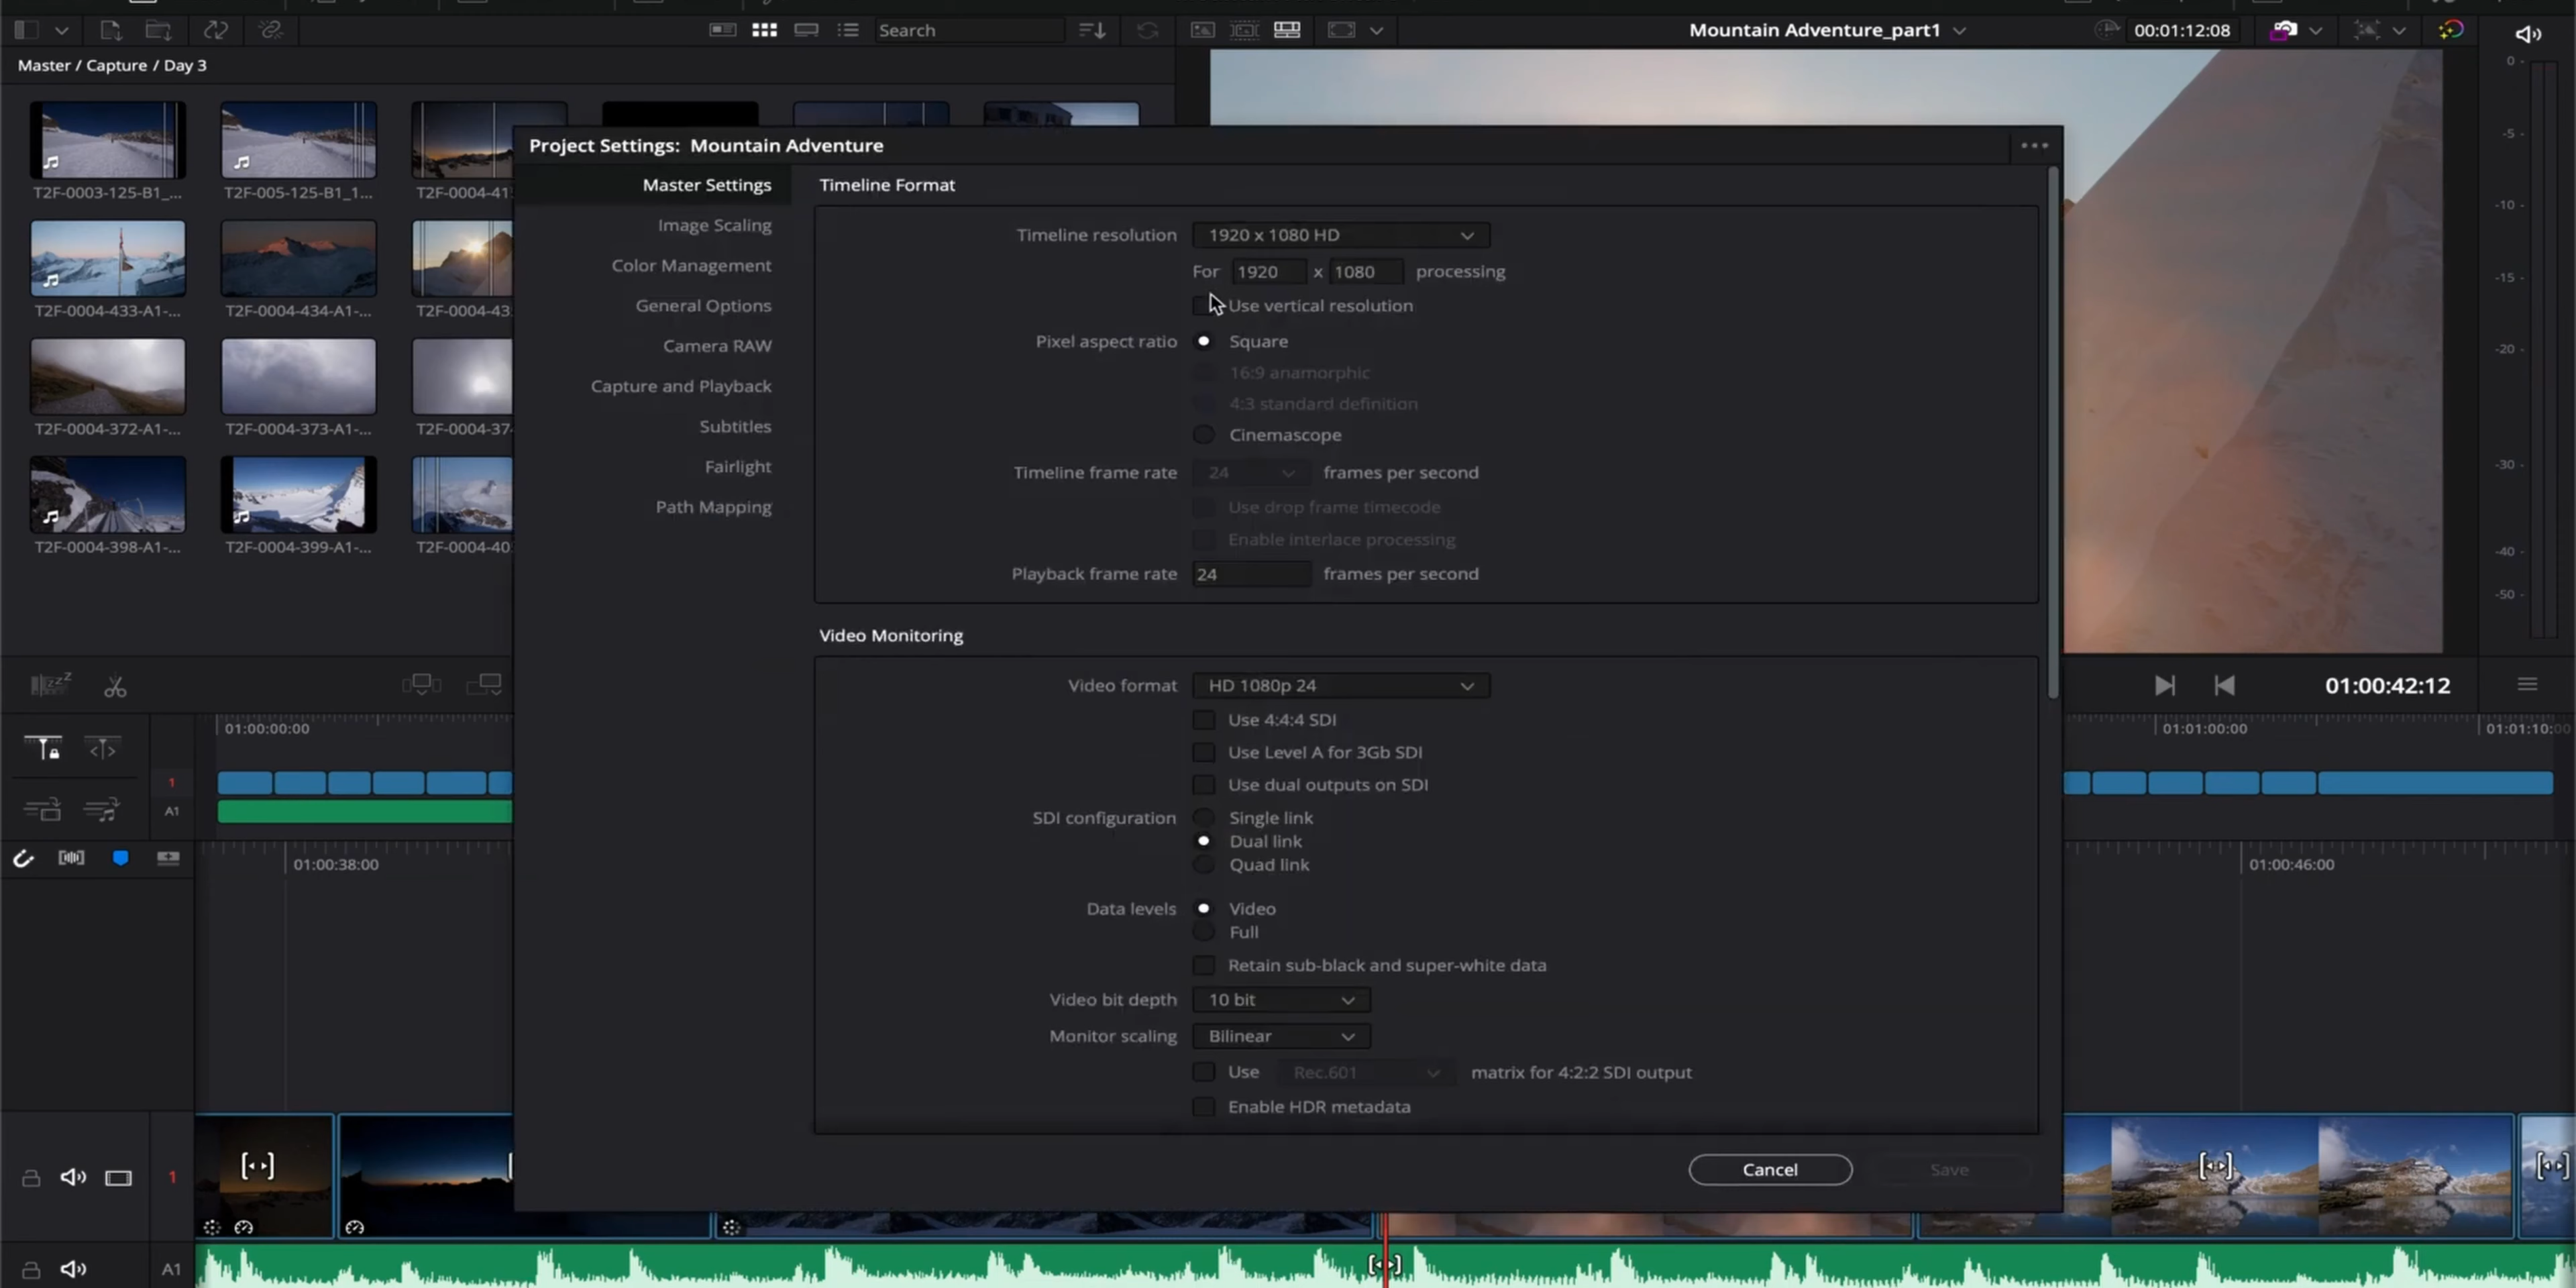 Search
Mountain Adventure_part1
00:01:12:08
Master / Capture / Day 3
0
-5
-10
-15
-20
-30
-40
-50
T2F-0003-125-B1_...
T2F-005-125-B1_1...
T2F-0004-41
T2F-0004-433-A1-...
T2F-0004-434-A1-...
T2F-0004-43
T2F-0004-372-A1-...
T2F-0004-373-A1-...
T2F-0004-37
T2F-0004-398-A1-...
T2F-0004-399-A1-...
T2F-0004-40
Project Settings: Mountain Adventure
Master Settings
Image Scaling
Color Management
General Options
Camera RAW
Capture and Playback
Subtitles
Fairlight
Path Mapping
Timeline Format
Timeline resolution 1920 x 1080 HD
For 1920 x 1080 processing
Use vertical resolution
Pixel aspect ratio Square
16:9 anamorphic
4:3 standard definition
Cinemascope
Timeline frame rate 24 frames per second
Use drop frame timecode
Enable interlace processing
Playback frame rate 24 frames per second
Video Monitoring
Video format HD 1080p 24
Use 4:4:4 SDI
Use Level A for 3Gb SDI
Use dual outputs on SDI
SDI configuration Single link
Dual link
Quad link
Data levels Video
Full
Retain sub-black and super-white data
Video bit depth 10 bit
Monitor scaling Bilinear
Use Rec.601 matrix for 4:2:2 SDI output
Enable HDR metadata
Cancel
Save
zzz
01:00:42:12
01:00:00:00
01:01:00:00
01:01:10:00
1
A1
01:00:38:00
01:00:46:00
1
A1